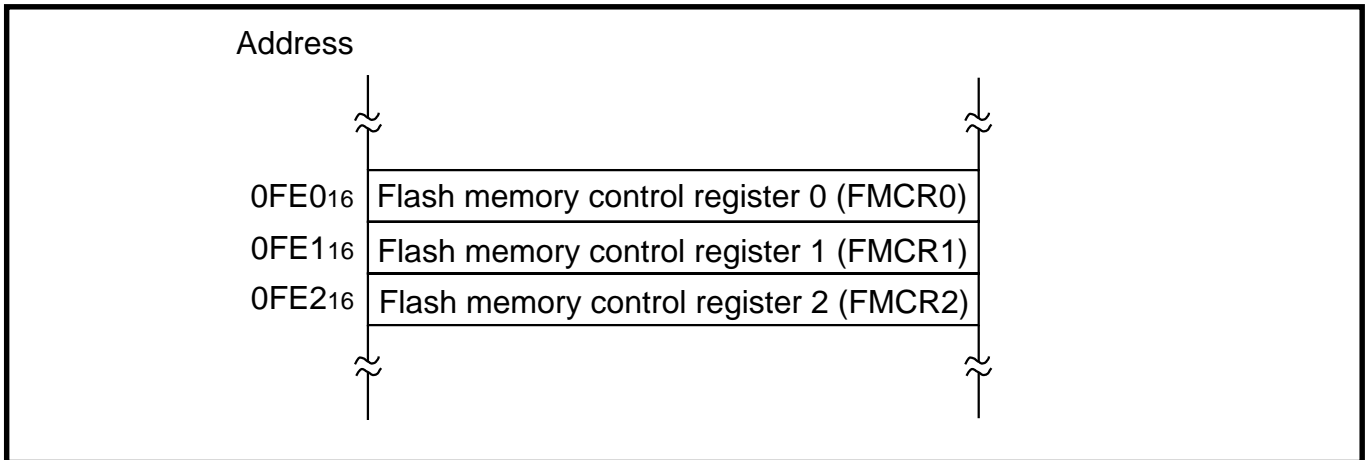 Address
0FE016 Flash memory control register 0 (FMCR0)
0FE116 Flash memory control register 1 (FMCR1)
0FE216 Flash memory control register 2 (FMCR2)